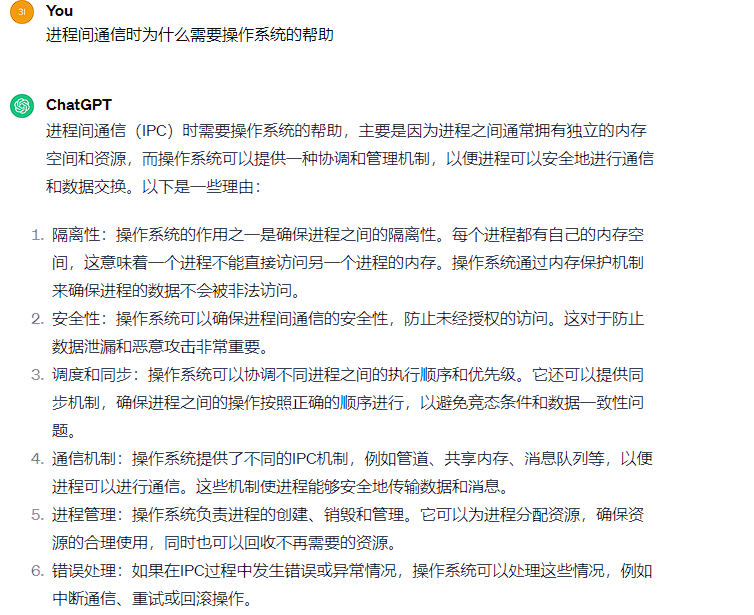 31 You
进程间通信时为什么需要操作系统的帮助
ChatGPT
进程间通信（IPC）时需要操作系统的帮助，主要是因为进程之间通常拥有独立的内存
空间和资源，而操作系统可以提供一种协调和管理机制，以便进程可以安全地进行通信
和数据交换。以下是一些理由：
1. 隔离性：操作系统的作用之一是确保进程之间的隔离性。每个进程都有自己的内存空
间，这意味着一个进程不能直接访问另一个进程的内存。操作系统通过内存保护机制
来确保进程的数据不会被非法访问。
2. 安全性：操作系统可以确保进程间通信的安全性，防止未经授权的访问。这对于防止
数据泄漏和恶意攻击非常重要。
3. 调度和同步：操作系统可以协调不同进程之间的执行顺序和优先级。它还可以提供同
步机制，确保进程之间的操作按照正确的顺序进行，以避免竞态条件和数据一致性问
题。
4. 通信机制：操作系统提供了不同的IPC机制，例如管道、共享内存、消息队列等，以便
进程可以进行通信。这些机制使进程能够安全地传输数据和消息。
5. 进程管理：操作系统负责进程的创建、销毁和管理。它可以为进程分配资源，确保资
源的合理使用，同时也可以回收不再需要的资源。
6. 错误处理：如果在IPC过程中发生错误或异常情况，操作系统可以处理这些情况，例如
中断通信、重试或回滚操作。